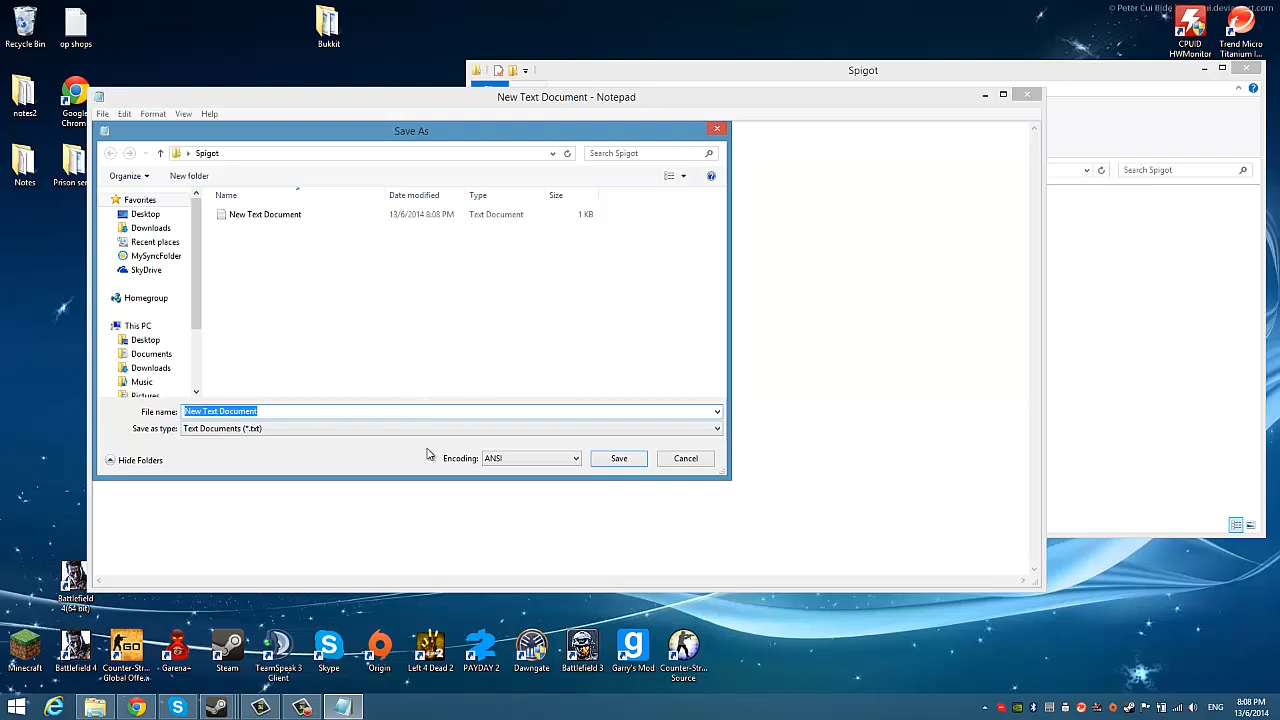 © Peter Cui Bide
Recycle Bin
op shops
Bukkit
CPUID HWMonitor
Trend Micro Titanium I...
Spigot
New Text Document - Notepad
notes2
Google Chrom
File Edit Format View Help
Save As
Spigot
Search Spigot
Search Spigot
Notes
Prison ser
Organize
New folder
Name Date modified Type Size
New Text Document 13/6/2014 8:08 PM Text Document 1 KB
Favorites
Desktop
Downloads
Recent places
MySyncFolder
SkyDrive
Homegroup
This PC
Desktop
Documents
Downloads
Music
Pictures
File name: New Text Document
Save as type: Text Documents (*.txt)
Hide Folders
Encoding: ANSI
Save
Cancel
Battlefield 4(64 bit)
Minecraft
Battlefield 4
Counter-Str... Global Offe...
Garena+
Steam
TeamSpeak 3 Client
Skype
Origin
Left 4 Dead 2
PAYDAY 2
Dawngate
Battlefield 3
Garry's Mod
Counter-Str... Source
ENG
8:08 PM
13/6/2014